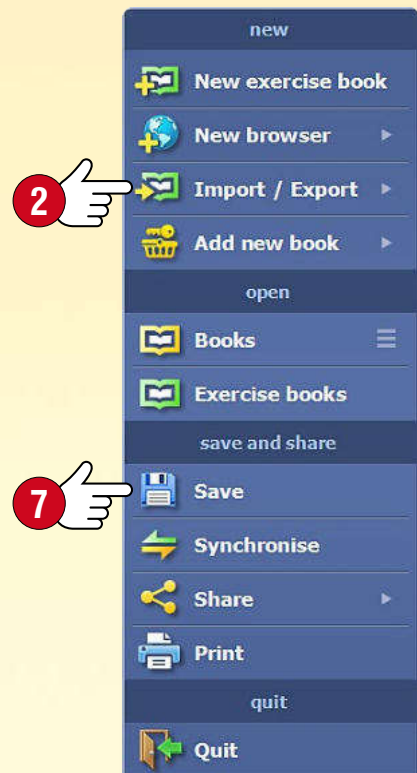 new
New exercise book
New browser
2
Import / Export
Add new book
open
Books
Exercise books
save and share
7
Save
Synchronise
Share
Print
quit
Quit